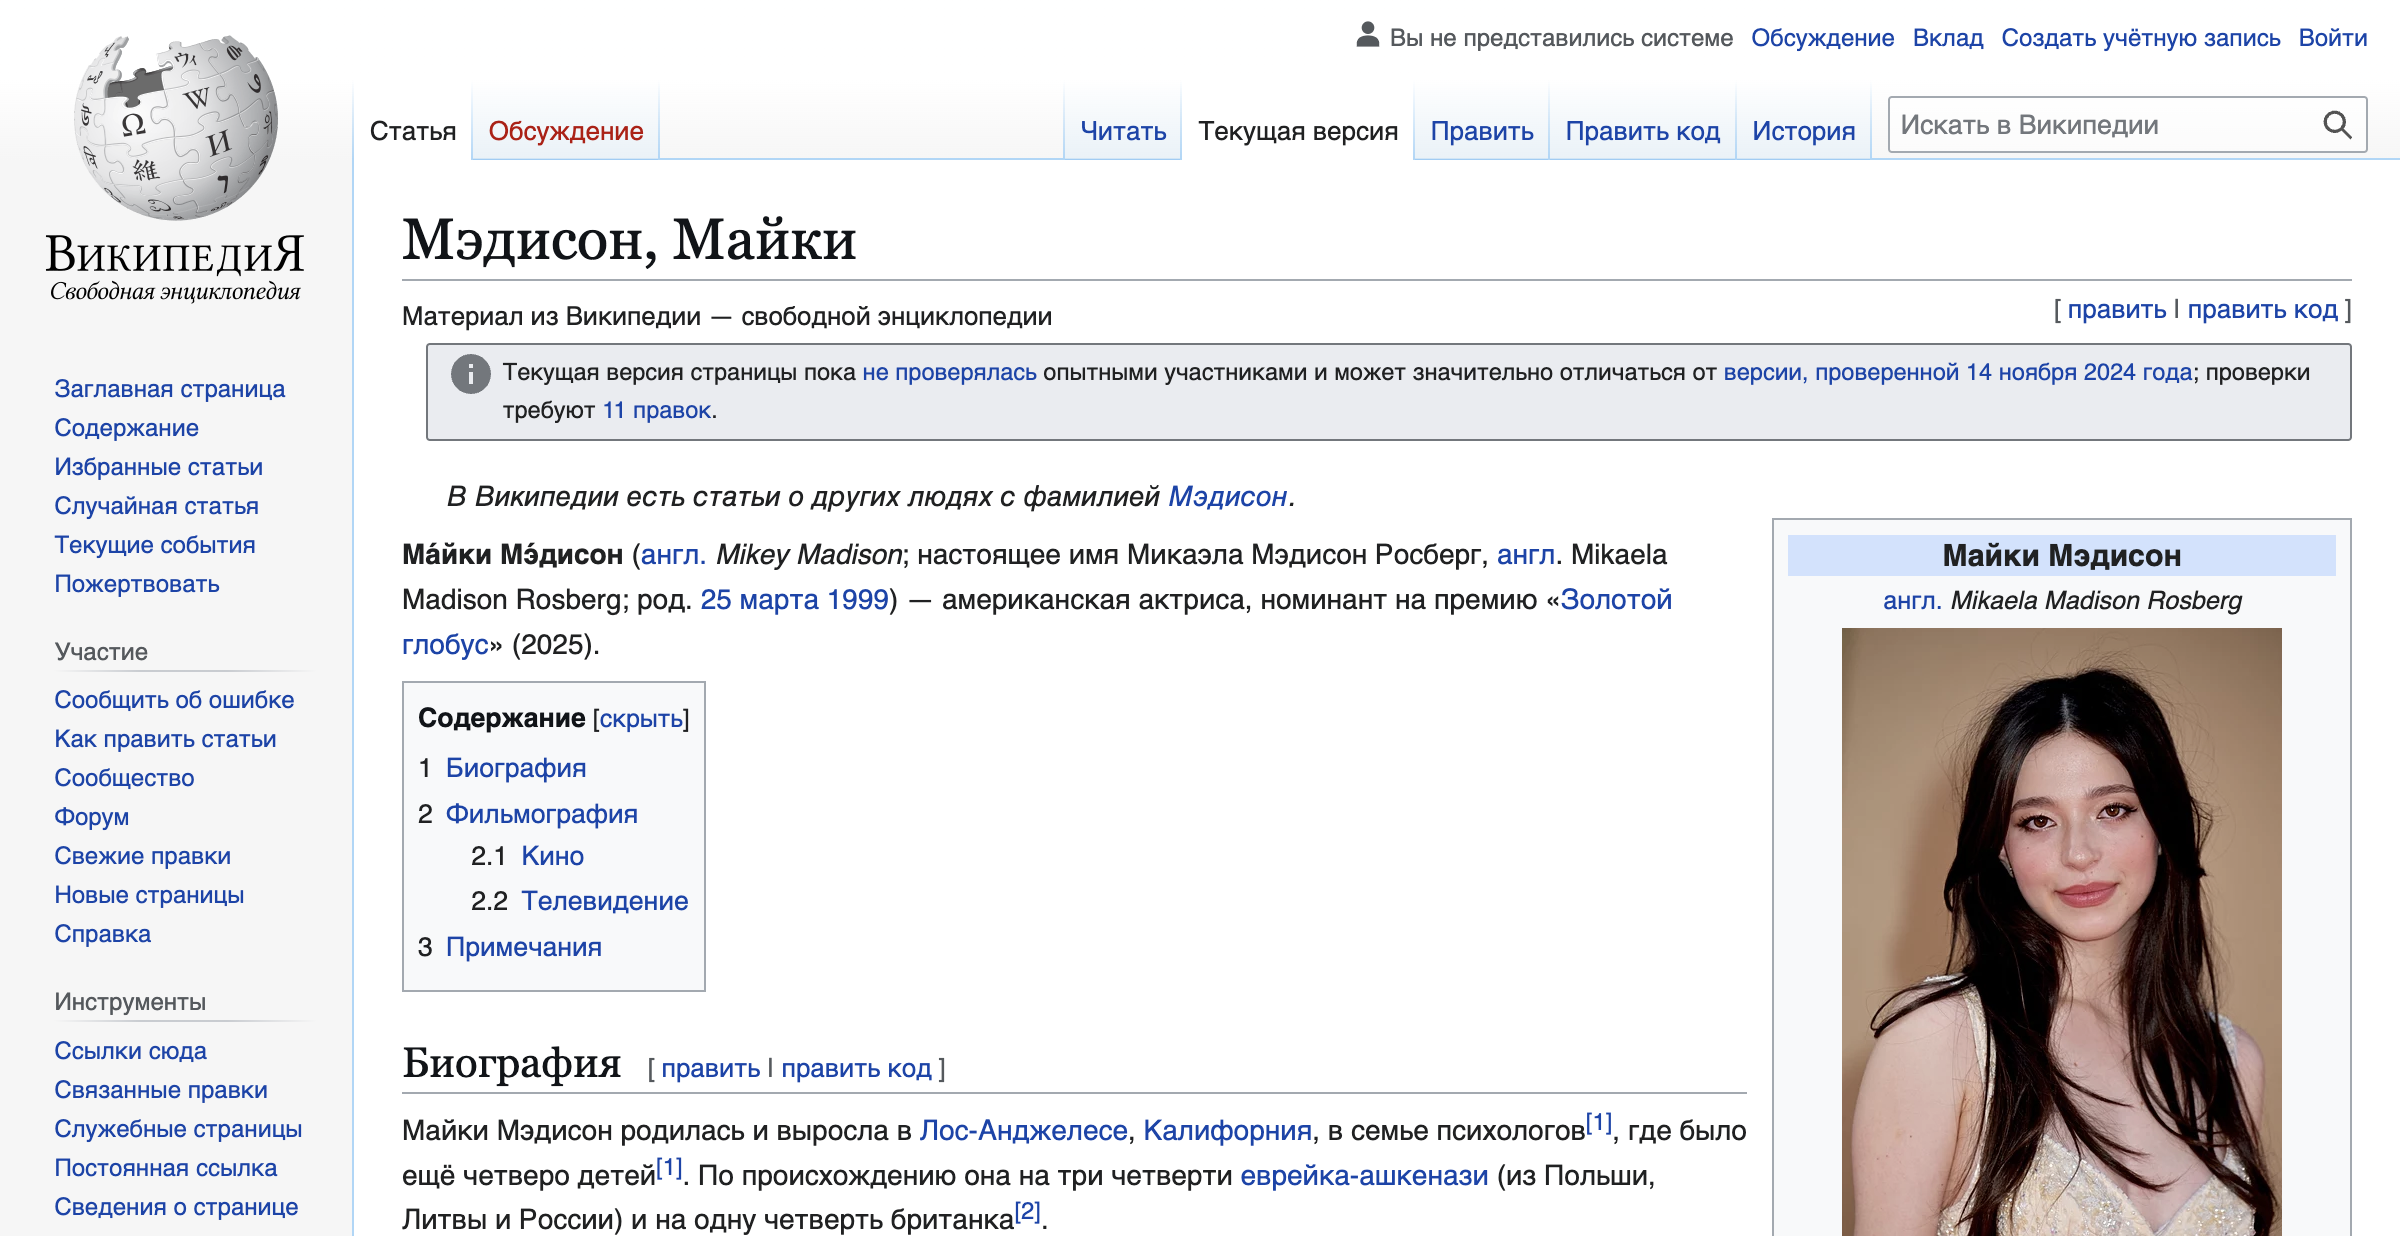 Вы не представились системе Обсуждение Вклад Создать учётную запись Войти
Статья Обсуждение Читать Текущая версия Править Править код История Искать в Википедии
ВикипедиЯ
Свободная энциклопедия
Заглавная страница
Содержание
Избранные статьи
Случайная статья
Текущие события
Пожертвовать
Участие
Сообщить об ошибке
Как править статьи
Сообщество
Форум
Свежие правки
Новые страницы
Справка
Инструменты
Ссылки сюда
Связанные правки
Служебные страницы
Постоянная ссылка
Сведения о странице
Мэдисон, Майки
Материал из Википедии — свободной энциклопедии
[ править | править код ]
Текущая версия страницы пока не проверялась опытными участниками и может значительно отличаться от версии, проверенной 14 ноября 2024 года; проверки
требуют 11 правок.
В Википедии есть статьи о других людях с фамилией Мэдисон.
Ма́йки Мэ́дисон (англ. Mikey Madison; настоящее имя Микаэла Мэдисон Росберг, англ. Mikaela
Madison Rosberg; род. 25 марта 1999) — американская актриса, номинант на премию «Золотой
глобус» (2025).
Содержание [скрыть]
1 Биография
2 Фильмография
2.1 Кино
2.2 Телевидение
3 Примечания
Биография [ править | править код ]
Майки Мэдисон родилась и выросла в Лос-Анджелесе, Калифорния, в семье психологов[1], где было
ещё четверо детей[1]. По происхождению она на три четверти еврейка-ашкенази (из Польши,
Литвы и России) и на одну четверть британка[2].
Майки Мэдисон
англ. Mikaela Madison Rosberg